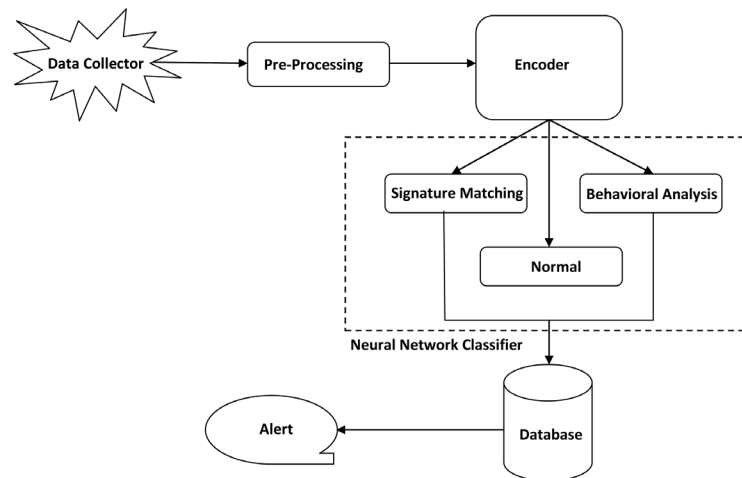 Data Collector
Pre-Processing
Encoder
Signature Matching
Behavioral Analysis
Normal
Neural Network Classifier
Alert
Database